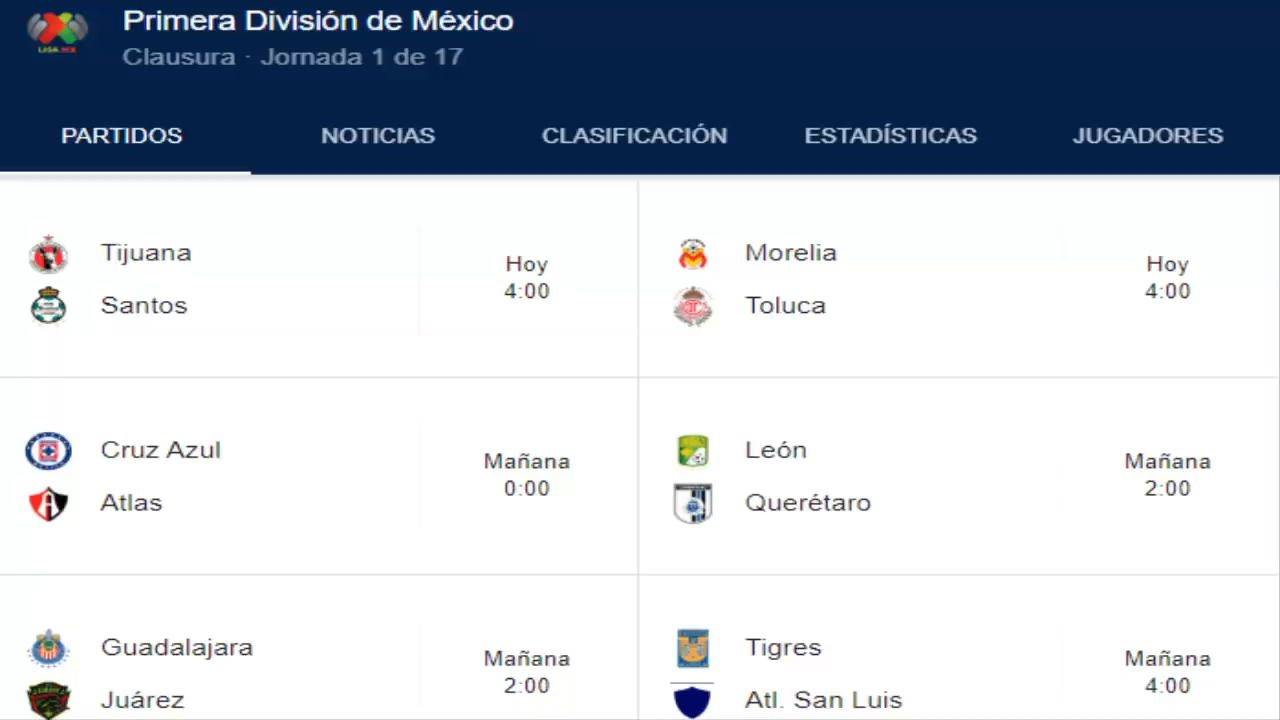 Primera División de México
Clausura · Jornada 1 de 17
LIGA MX
PARTIDOS NOTICIAS CLASIFICACIÓN ESTADÍSTICAS JUGADORES
Tijuana
Santos
Hoy
4:00
Morelia
Toluca
Hoy
4:00
Cruz Azul
Atlas
Mañana
0:00
León
Querétaro
Mañana
2:00
Guadalajara
Juárez
Mañana
2:00
Tigres
Atl. San Luis
Mañana
4:00